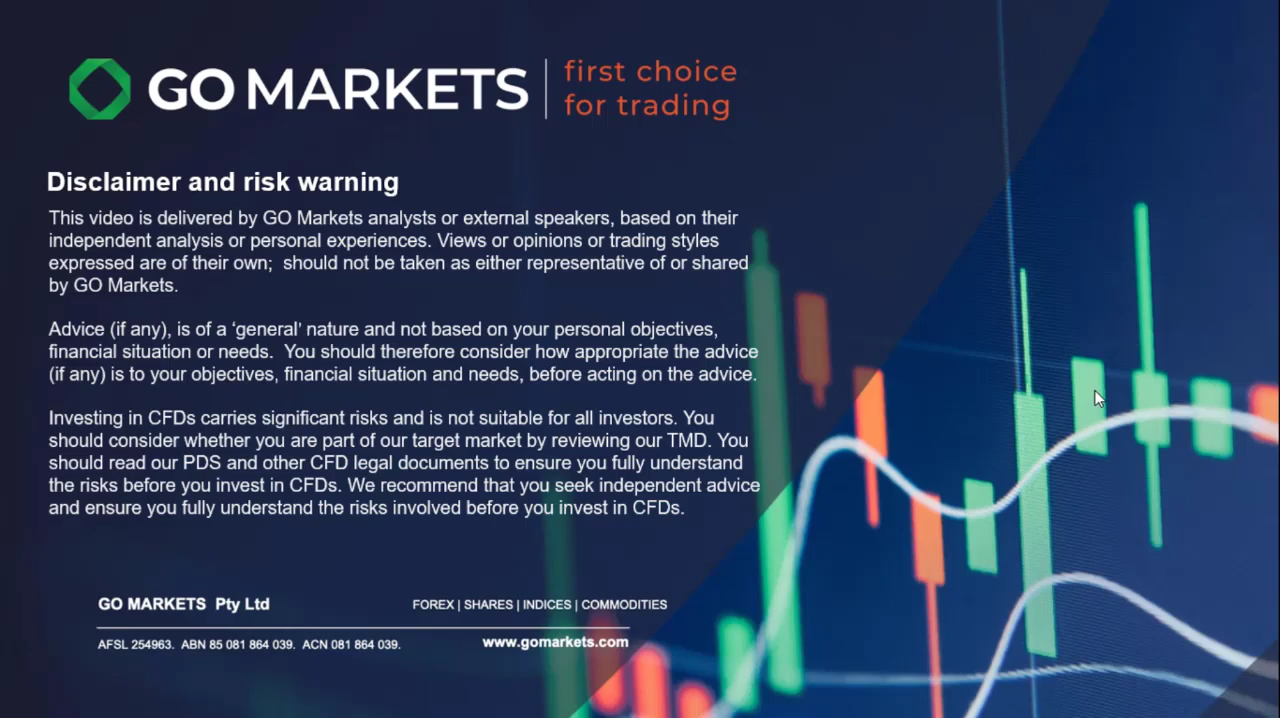 GO MARKETS
first choice
for trading
Disclaimer and risk warning
This video is delivered by GO Markets analysts or external speakers, based on their
independent analysis or personal experiences. Views or opinions or trading styles
expressed are of their own;  should not be taken as either representative of or shared
by GO Markets.
Advice (if any), is of a ‘general’ nature and not based on your personal objectives,
financial situation or needs.  You should therefore consider how appropriate the advice
(if any) is to your objectives, financial situation and needs, before acting on the advice.
Investing in CFDs carries significant risks and is not suitable for all investors. You
should consider whether you are part of our target market by reviewing our TMD. You
should read our PDS and other CFD legal documents to ensure you fully understand
the risks before you invest in CFDs. We recommend that you seek independent advice
and ensure you fully understand the risks involved before you invest in CFDs.
GO MARKETS  Pty Ltd
FOREX | SHARES | INDICES | COMMODITIES
AFSL 254963.  ABN 85 081 864 039.  ACN 081 864 039.
www.gomarkets.com